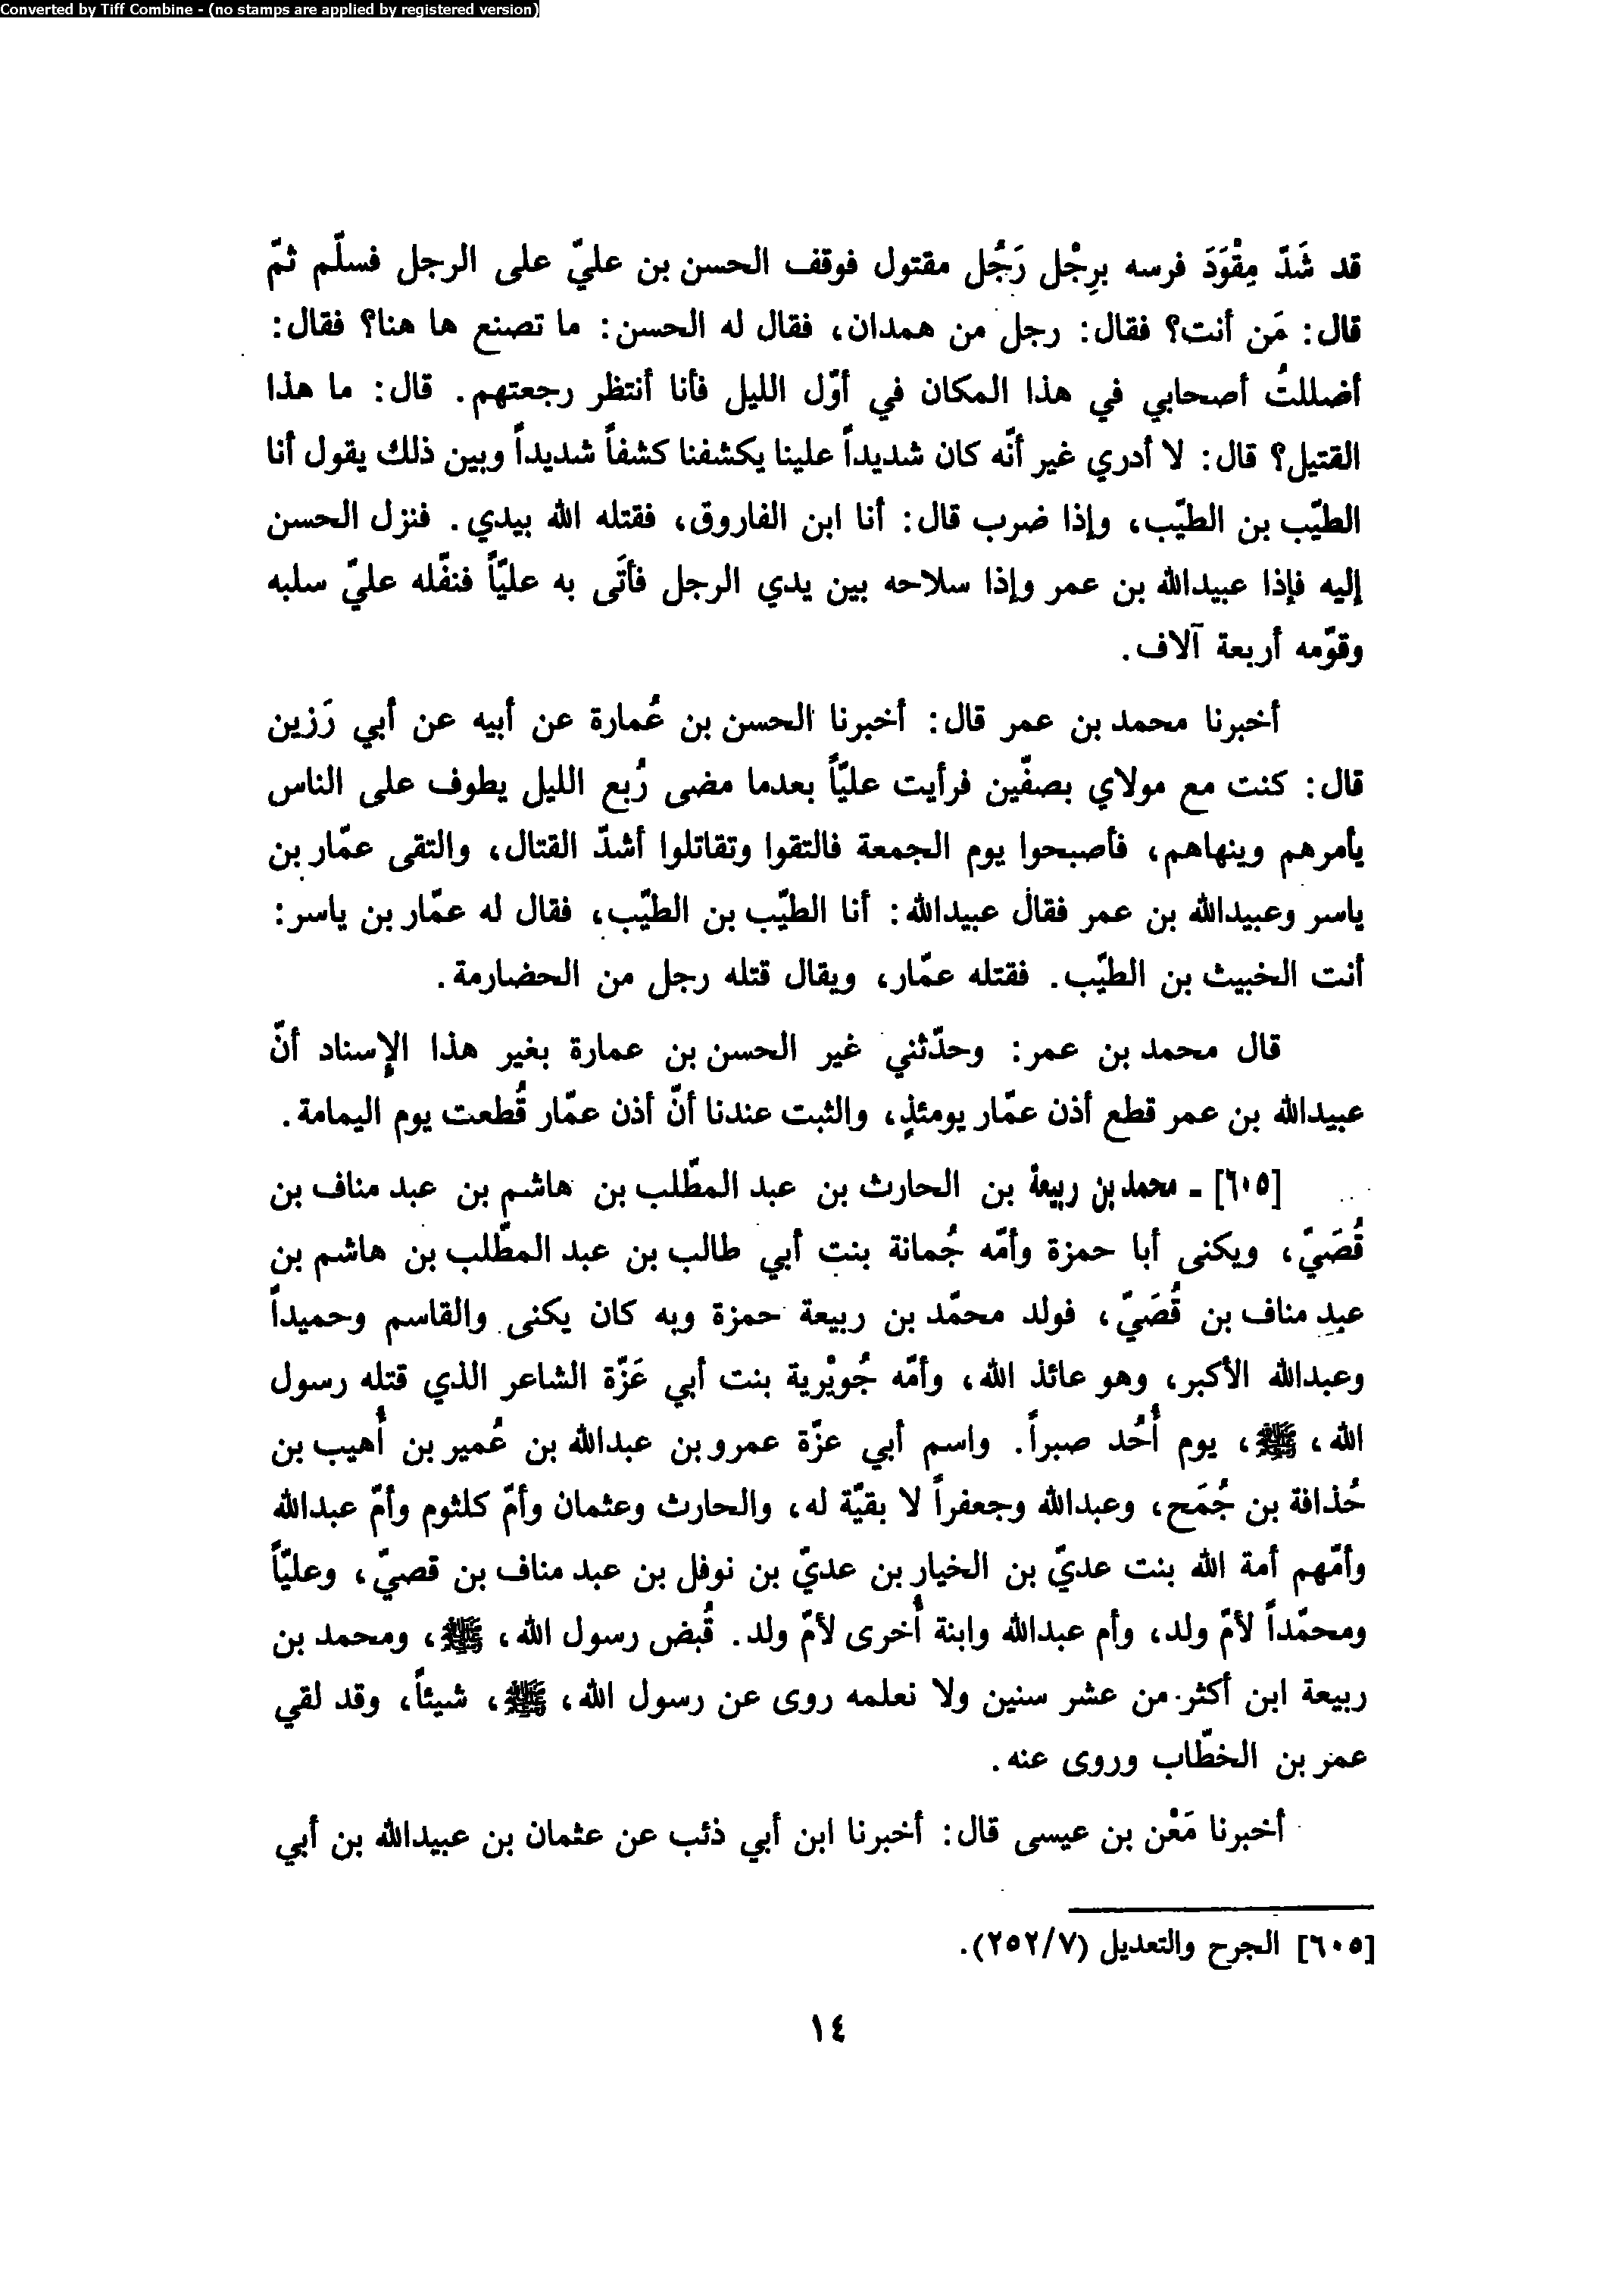 Converted by Tiff Combine - (no stamps are applied by registered version)
قد شَدّ مِقْوَدَ فرسه بِرِجْل رَجُل مقتول فوقف الحسن بن عليّ على الرجل فسلّم ثمّ
قال: مَن أنت؟ فقال: رجل من همدان، فقال له الحسن: ما تصنع ها هنا؟ فقال:
أضللتُ أصحابي في هذا المكان في أوّل الليل فأنا أنتظر رجعتهم. قال: ما هذا
القتيل؟ قال: لا أدري غير أنّه كان شديداً علينا يكشفنا كشفاً شديداً وبين ذلك يقول أنا
الطيّب بن الطيّب، وإذا ضرب قال: أنا ابن الفاروق، فقتله الله بيدي. فنزل الحسن
إليه فإذا عبيدالله بن عمر وإذا سلاحه بين يدي الرجل فأتَى به عليّاً فنفّله عليّ سلبه
وقوّمه أربعة آلاف.
أخبرنا محمد بن عمر قال: أخبرنا الحسن بن عُمارة عن أبيه عن أبي رَزين
قال: كنت مع مولاي بصفّين فرأيت عليّاً بعدما مضى رُبع الليل يطوف على الناس
يأمرهم وينهاهم، فأصبحوا يوم الجمعة فالتقوا وتقاتلوا أشدّ القتال، والتقى عمّار بن
ياسر وعبيدالله بن عمر فقال عبيدالله: أنا الطيّب بن الطيّب، فقال له عمّار بن ياسر:
أنت الخبيث بن الطيّب. فقتله عمّار، ويقال قتله رجل من الحضارمة.
قال محمد بن عمر: وحدّثني غير الحسن بن عمارة بغير هذا الإسناد أنّ
عبيدالله بن عمر قطع أذن عمّار يومئذٍ، والثبت عندنا أنّ أذن عمّار قُطعت يوم اليمامة.
[٦٠٥] - محمد بن ربيعة بن الحارث بن عبد المطّلب بن هاشم بن عبد مناف بن
قُصَيّ، ويكنى أبا حمزة وأمّه جُمانة بنت أبي طالب بن عبد المطّلب بن هاشم بن
عبد مناف بن قُصَيّ، فولد محمّد بن ربيعة حمزة وبه كان يكنى والقاسم وحميداً
وعبدالله الأكبر، وهو عائذ الله، وأمّه جُوَيْرية بنت أبي عَزّة الشاعر الذي قتله رسول
الله، ﷺ، يوم أُحُد صبراً. واسم أبي عزّة عمرو بن عبدالله بن عُمير بن أُهيب بن
حُذافة بن جُمَح، وعبدالله وجعفراً لا بقيّة له، والحارث وعثمان وأمّ كلثوم وأمّ عبدالله
وأمّهم أمة الله بنت عديّ بن الخيار بن عديّ بن نوفل بن عبد مناف بن قصيّ، وعليّاً
ومحمّداً لأمّ ولد، وأم عبدالله وابنة أُخرى لأمّ ولد. قُبض رسول الله، ﷺ، ومحمد بن
ربيعة ابن أكثر من عشر سنين ولا نعلمه روى عن رسول الله، ﷺ، شيئاً، وقد لقي
عمر بن الخطّاب وروى عنه.
أخبرنا مَعْن بن عيسى قال: أخبرنا ابن أبي ذئب عن عثمان بن عبيدالله بن أبي
[٦٠٥] الجرح والتعديل (٢٥٢/٧).
١٤